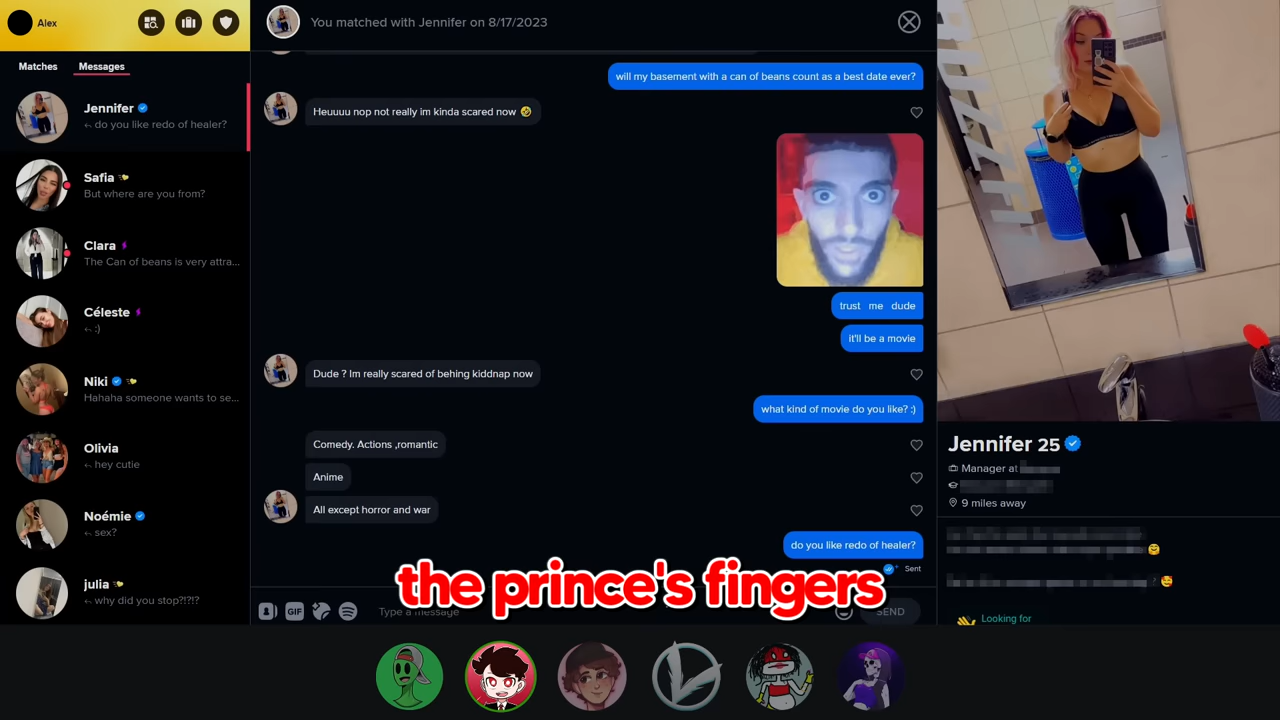 Alex
You matched with Jennifer on 8/17/2023
Matches
Messages
Jennifer
do you like redo of healer?
Safia
But where are you from?
Clara
The Can of beans is very attra...
Céleste
:)
Niki
Hahaha someone wants to se...
Olivia
hey cutie
Noémie
sex?
julia
why did you stop?!?!?
will my basement with a can of beans count as a best date ever?
Heuuuu nop not really im kinda scared now 🤣
trust me dude
it'll be a movie
Dude ? Im really scared of behing kiddnap now
what kind of movie do you like? :)
Comedy. Actions ,romantic
Anime
All except horror and war
do you like redo of healer?
Sent
the prince's fingers
GIF
Type a message
SEND
Jennifer 25
Manager at
9 miles away
Looking for